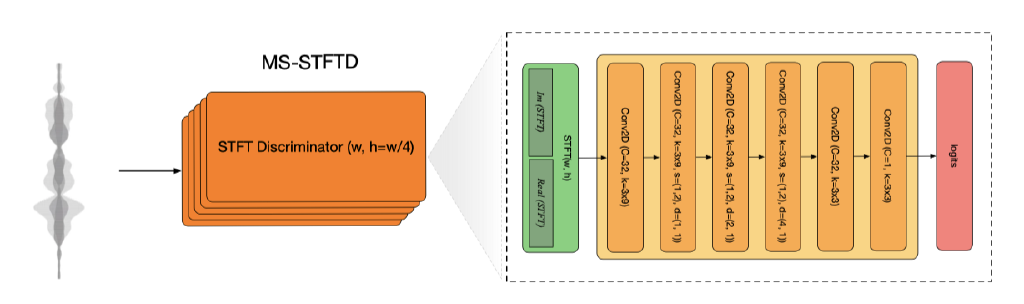 MS-STFTD
STFT Discriminator (w, h=w/4)
Im (STFT)
Real (STFT)
STFT(w, h)
Conv2D (C=32, k=3x9)
Conv2D (C=32, k=3x9, s=(1,2), d=(1, 1))
Conv2D (C=32, k=3x9, s=(1,2), d=(2, 1))
Conv2D (C=32, k=3x9, s=(1,2), d=(4, 1))
Conv2D (C=32, k=3x3)
Conv2D (C=1, k=3x3)
logits